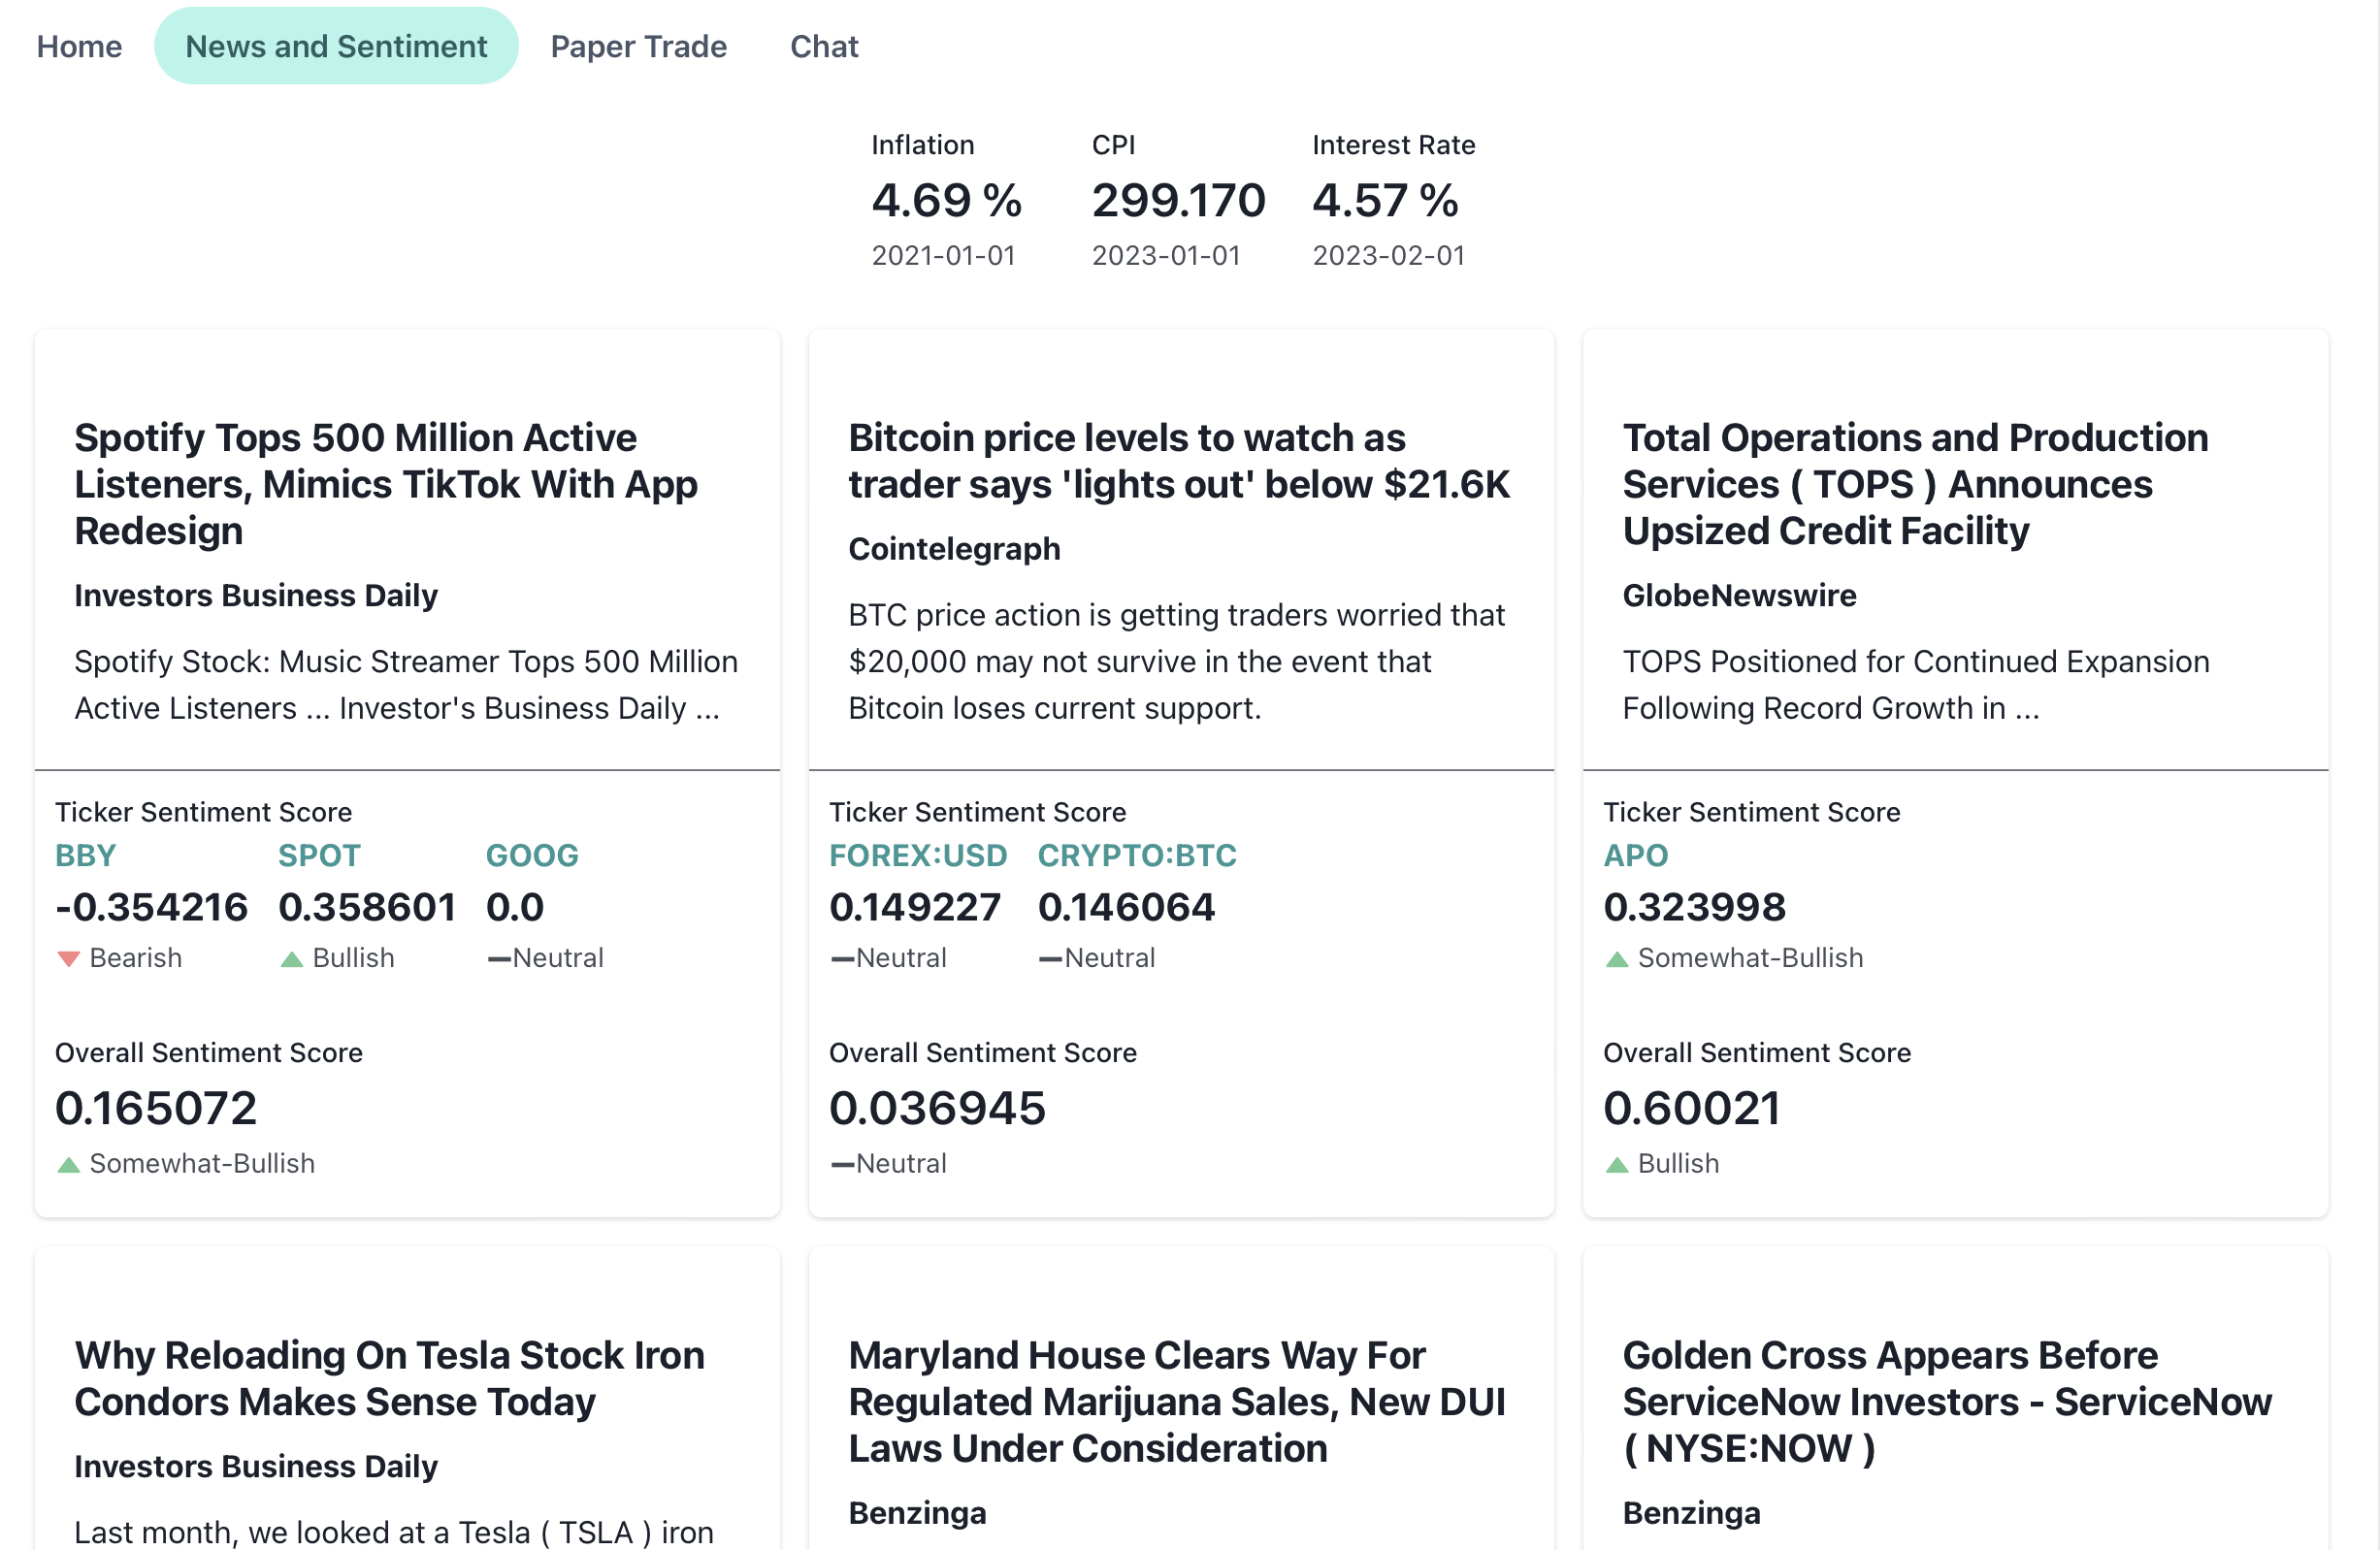 Home News and Sentiment Paper Trade Chat
Inflation CPI Interest Rate
4.69 % 299.170 4.57 %
2021-01-01 2023-01-01 2023-02-01
Spotify Tops 500 Million Active
Listeners, Mimics TikTok With App
Redesign
Investors Business Daily
Spotify Stock: Music Streamer Tops 500 Million
Active Listeners ... Investor's Business Daily ...
Ticker Sentiment Score
BBY SPOT GOOG
-0.354216 0.358601 0.0
Bearish Bullish Neutral
Overall Sentiment Score
0.165072
Somewhat-Bullish
Bitcoin price levels to watch as
trader says 'lights out' below $21.6K
Cointelegraph
BTC price action is getting traders worried that
$20,000 may not survive in the event that
Bitcoin loses current support.
Ticker Sentiment Score
FOREX:USD CRYPTO:BTC
0.149227 0.146064
Neutral Neutral
Overall Sentiment Score
0.036945
Neutral
Total Operations and Production
Services ( TOPS ) Announces
Upsized Credit Facility
GlobeNewswire
TOPS Positioned for Continued Expansion
Following Record Growth in ...
Ticker Sentiment Score
APO
0.323998
Somewhat-Bullish
Overall Sentiment Score
0.60021
Bullish
Why Reloading On Tesla Stock Iron
Condors Makes Sense Today
Investors Business Daily
Last month, we looked at a Tesla ( TSLA ) iron
Maryland House Clears Way For
Regulated Marijuana Sales, New DUI
Laws Under Consideration
Benzinga
Golden Cross Appears Before
ServiceNow Investors - ServiceNow
( NYSE:NOW )
Benzinga